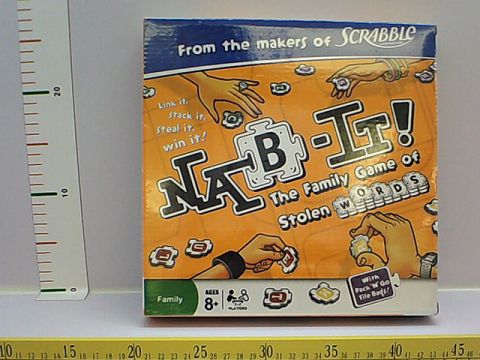 From the makers of SCRABBLE
Link it,
Stack it,
Steal it,
win it!
NAB-IT!
The Family Game of
Stolen WORDS
With
Pack 'N' Go
Tile Bags!
Family
AGES
8+
PLAYERS
20
10
0
10 15 20 25 30 35 40 45